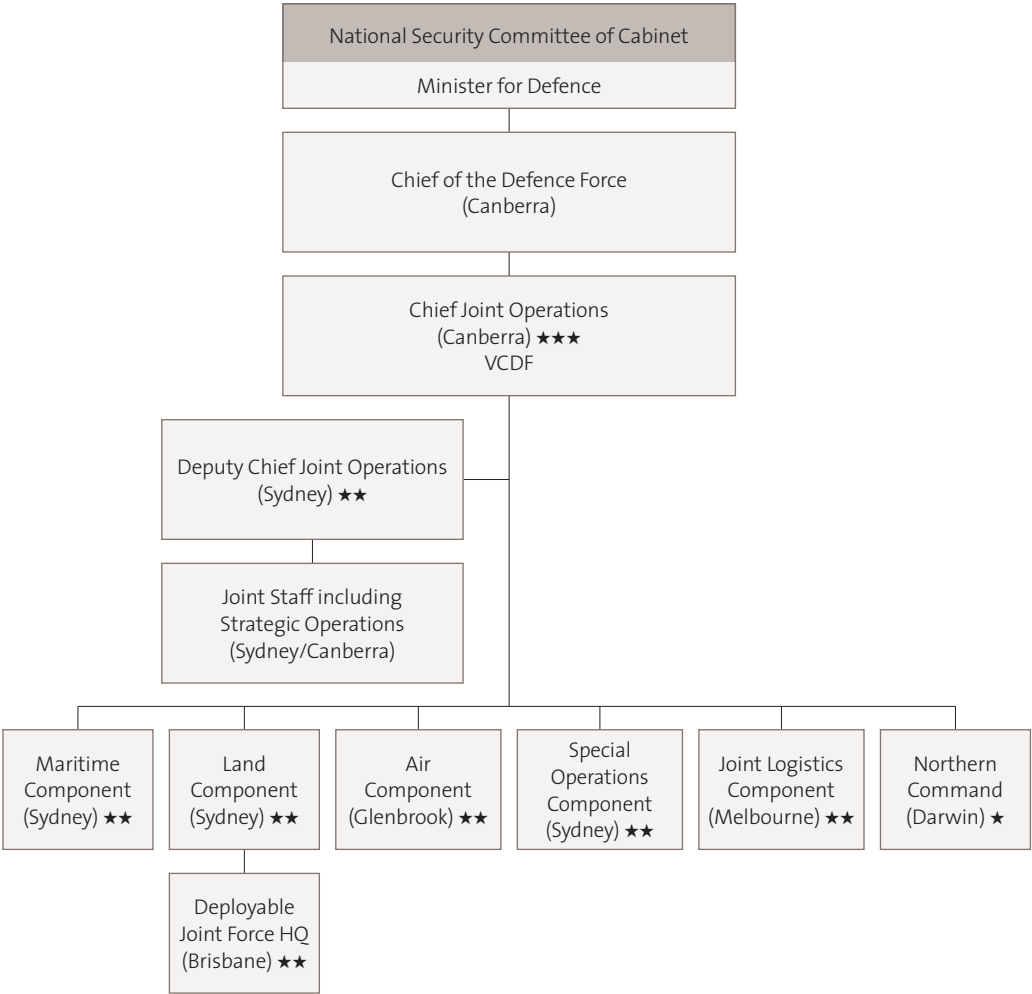 National Security Committee of Cabinet
Minister for Defence
Chief of the Defence Force
(Canberra)
Chief Joint Operations
(Canberra) ★★★
VCDF
Deputy Chief Joint Operations
(Sydney) ★★
Joint Staff including
Strategic Operations
(Sydney/Canberra)
Maritime
Component
(Sydney) ★★
Land
Component
(Sydney) ★★
Air
Component
(Glenbrook) ★★
Special
Operations
Component
(Sydney) ★★
Joint Logistics
Component
(Melbourne) ★★
Northern
Command
(Darwin) ★
Deployable
Joint Force HQ
(Brisbane) ★★